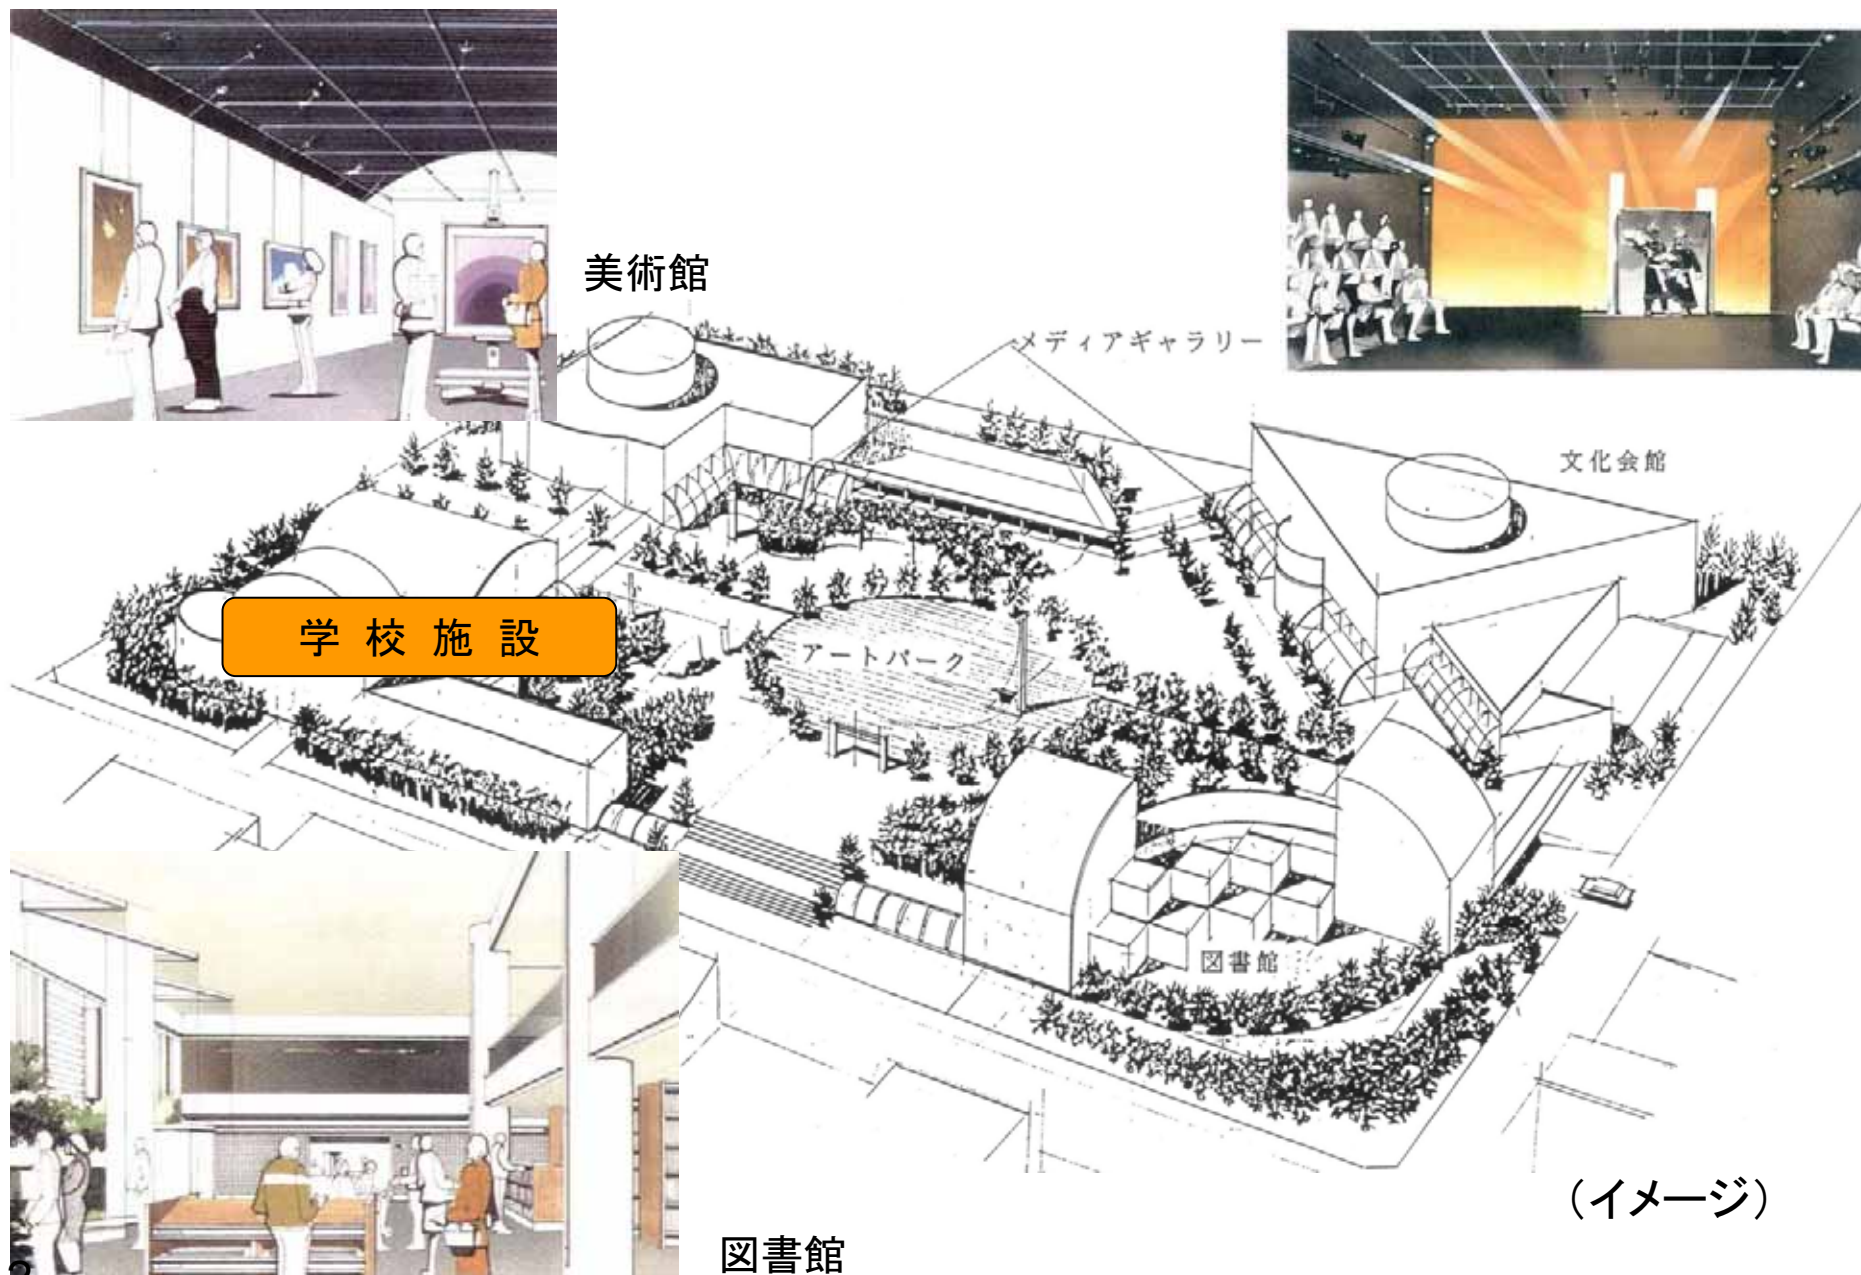 美術館
メディアギャラリー
文化会館
学校施設
アートパーク
図書館
(イメージ)
図書館